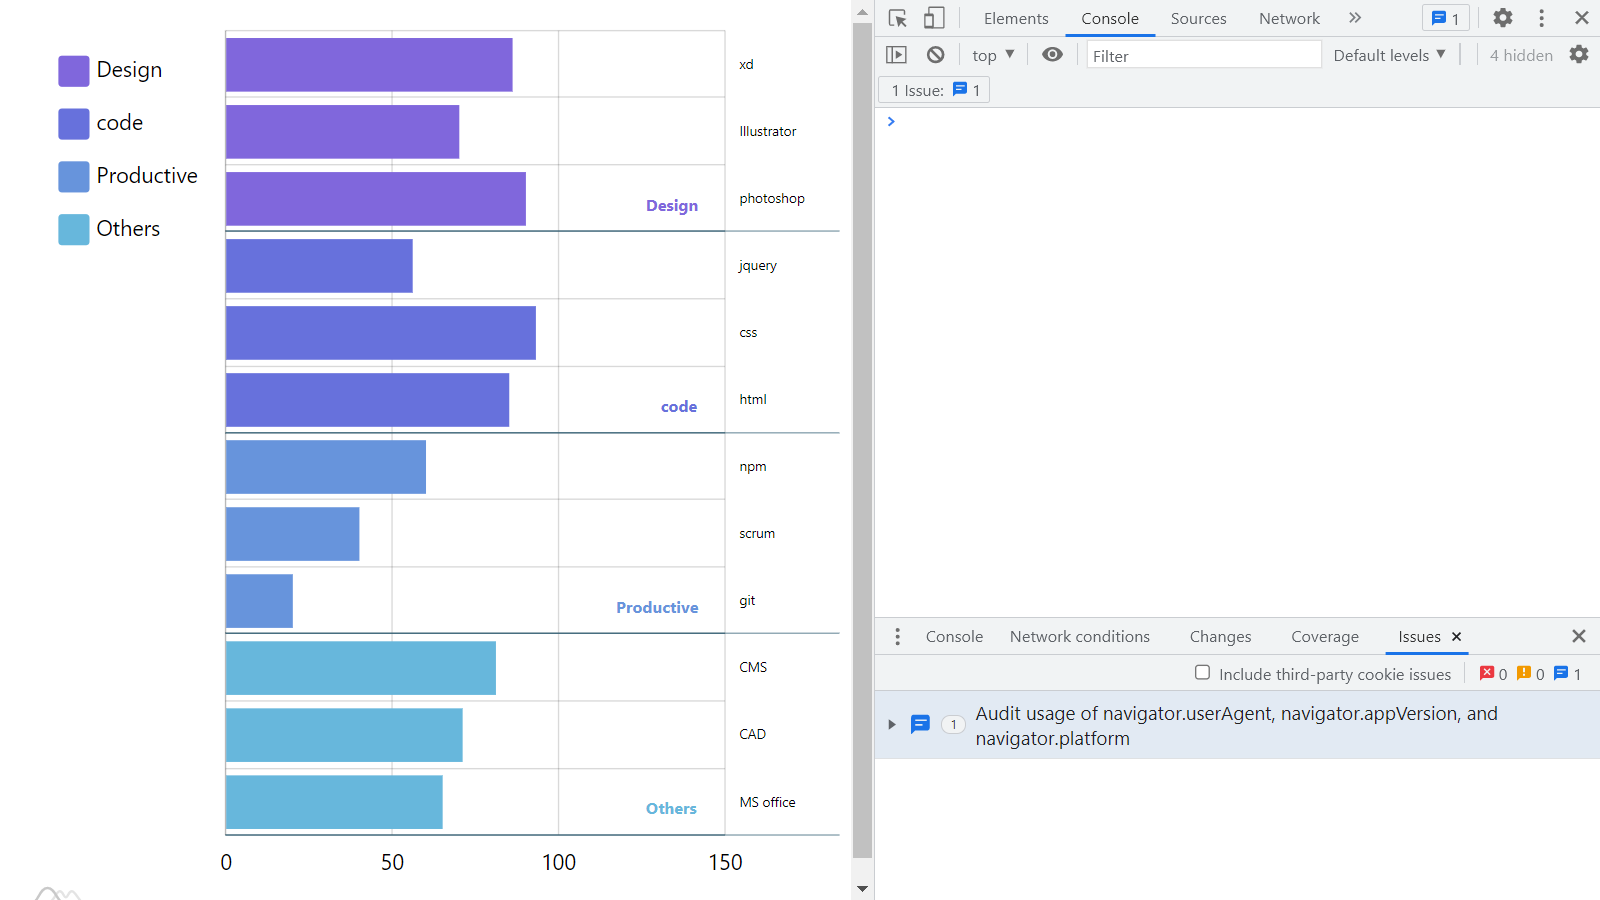 Design
code
Productive
Others
xd
Illustrator
photoshop
Design
jquery
css
html
code
npm
scrum
git
Productive
CMS
CAD
MS office
Others
0 50 100 150
Elements Console Sources Network 1
top Filter Default levels 4 hidden
1 Issue: 1
Console Network conditions Changes Coverage Issues
Include third-party cookie issues 0 0 1
1 Audit usage of navigator.userAgent, navigator.appVersion, and
navigator.platform